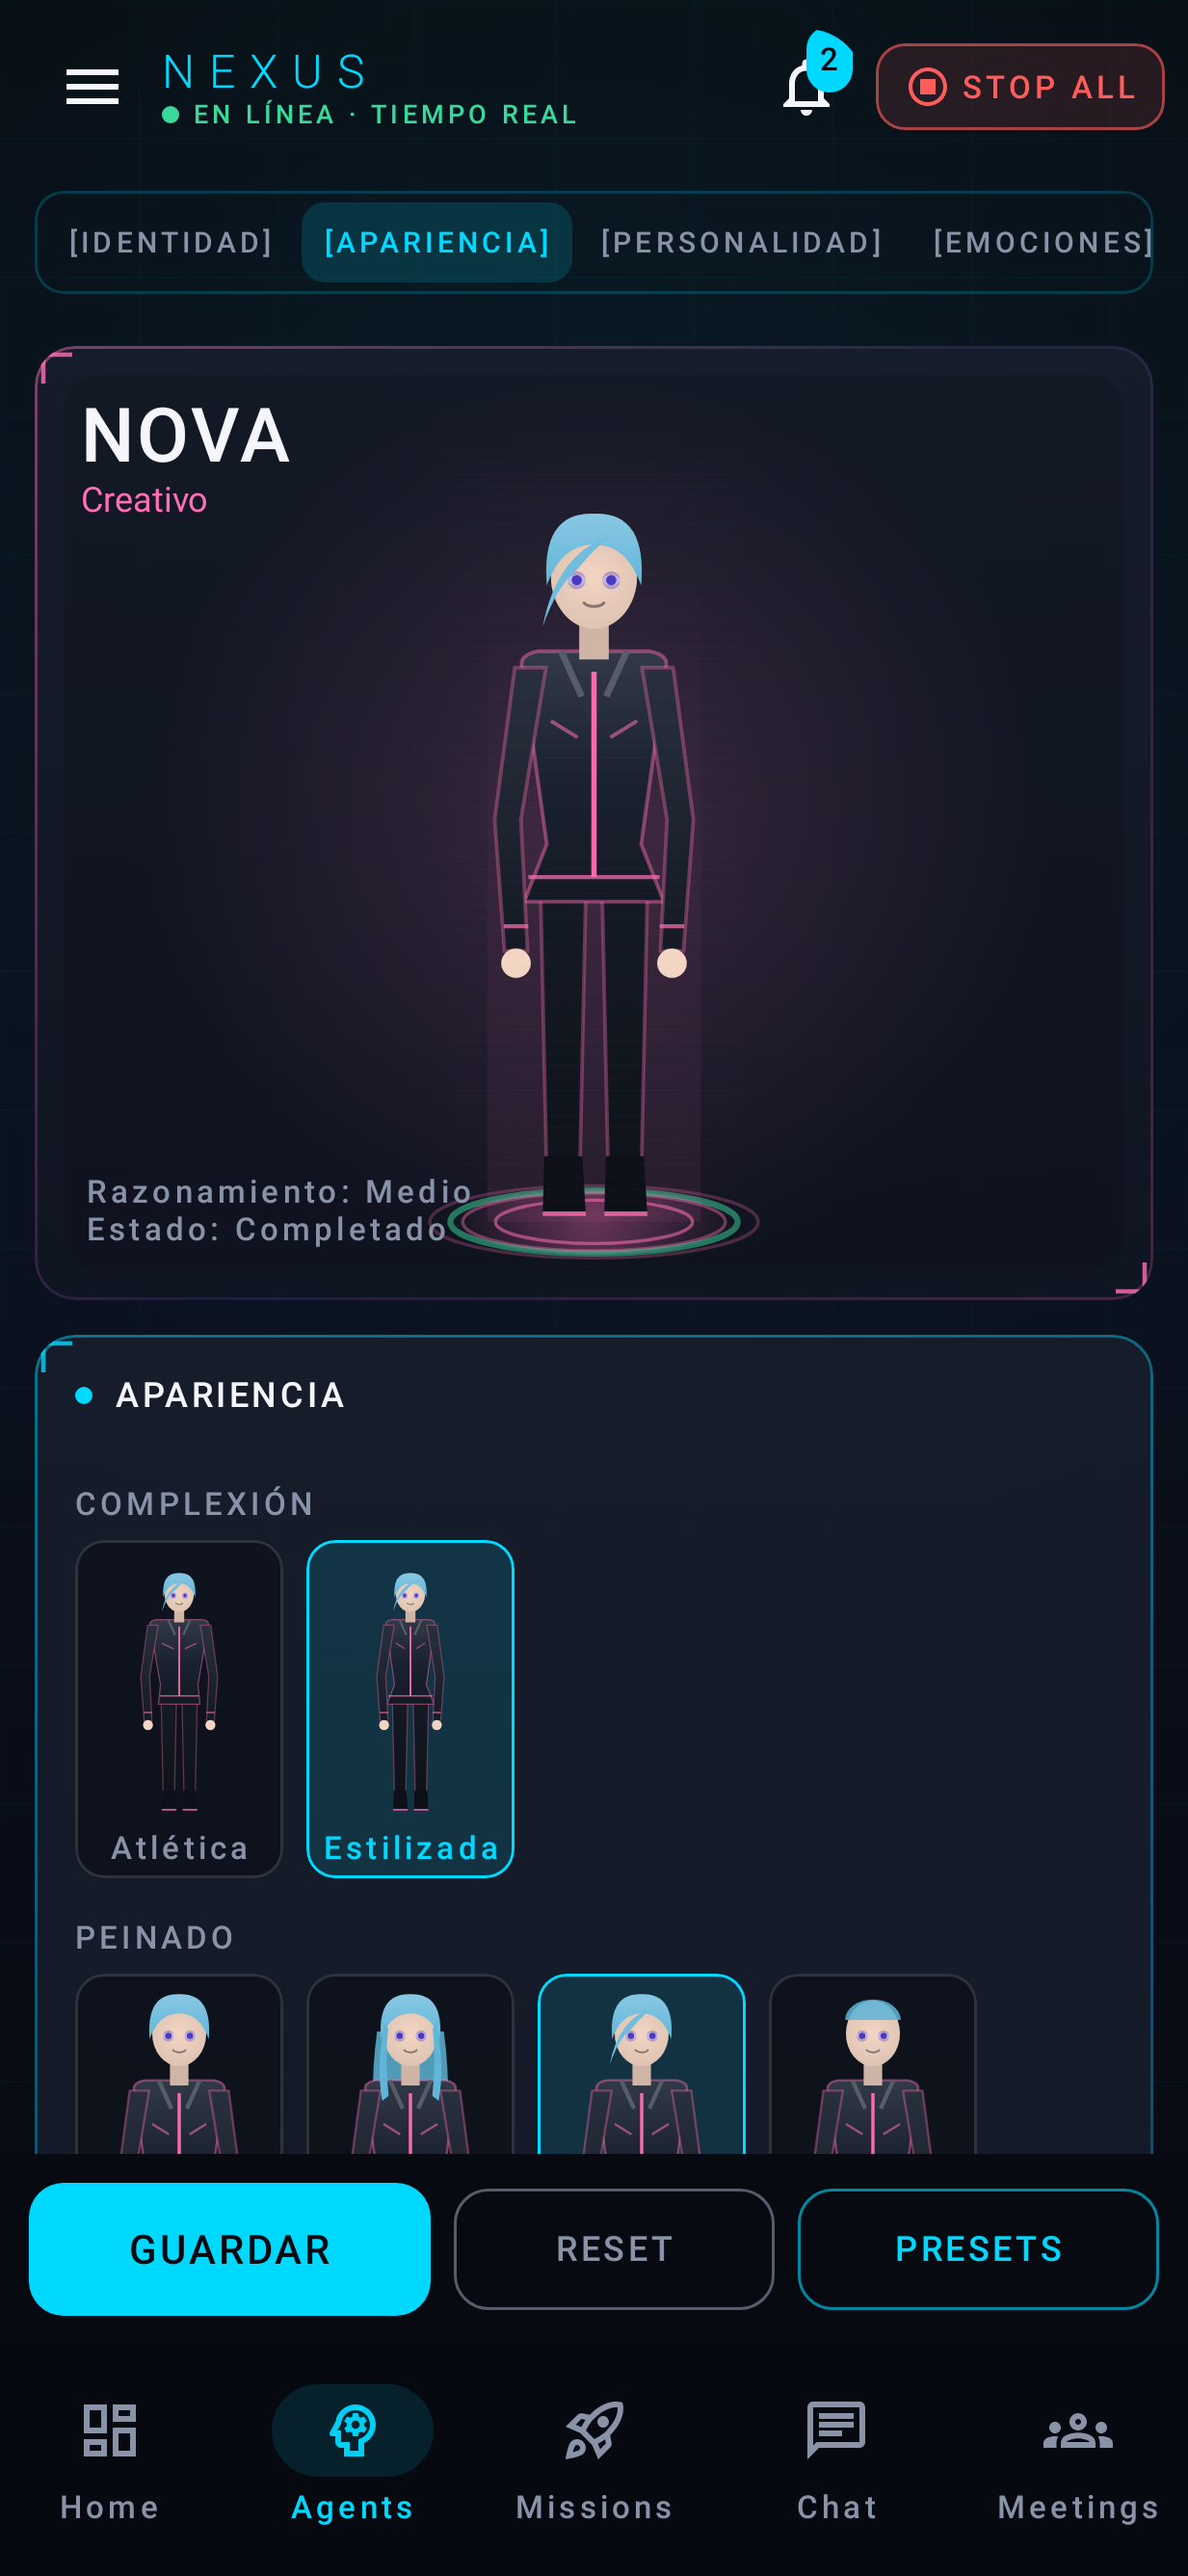 NEXUS
EN LÍNEA · TIEMPO REAL
2
STOP ALL
[IDENTIDAD] [APARIENCIA] [PERSONALIDAD] [EMOCIONES]
NOVA
Creativo
Razonamiento: Medio
Estado: Completado
APARIENCIA
COMPLEXIÓN
Atlética Estilizada
PEINADO
GUARDAR RESET PRESETS
Home Agents Missions Chat Meetings